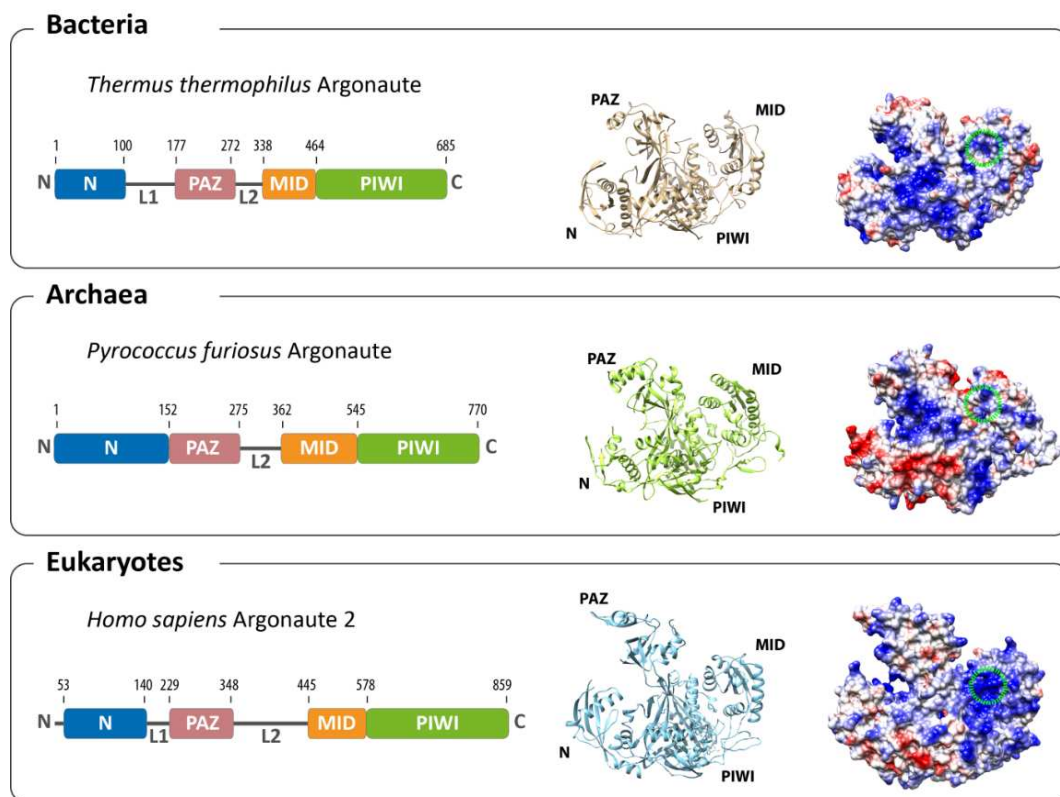 Bacteria
Thermus thermophilus Argonaute
1 100 177 272 338 464 685
N N PAZ MID PIWI C
L1 L2
PAZ
MID
N
PIWI
Archaea
Pyrococcus furiosus Argonaute
1 152 275 362 545 770
N N PAZ MID PIWI C
L2
PAZ
MID
N
PIWI
Eukaryotes
Homo sapiens Argonaute 2
53 140 229 348 445 578 859
N N PAZ MID PIWI C
L1 L2
PAZ
MID
N
PIWI